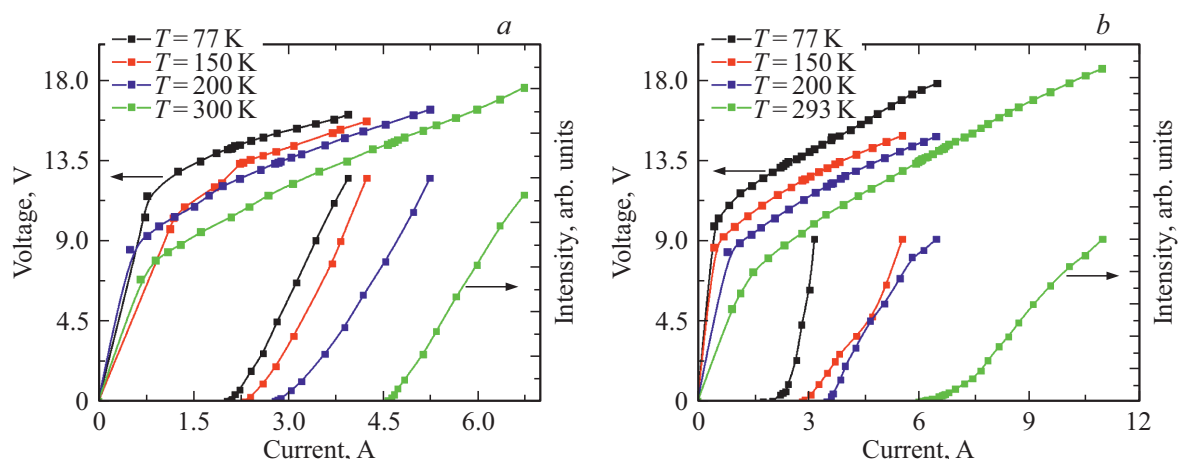 a
T = 77 K
T = 150 K
T = 200 K
T = 300 K
18.0
13.5
9.0
4.5
0
Voltage, V
Intensity, arb. units
0 1.5 3.0 4.5 6.0
Current, A
b
T = 77 K
T = 150 K
T = 200 K
T = 293 K
18.0
13.5
9.0
4.5
0
Voltage, V
Intensity, arb. units
0 3 6 9 12
Current, A